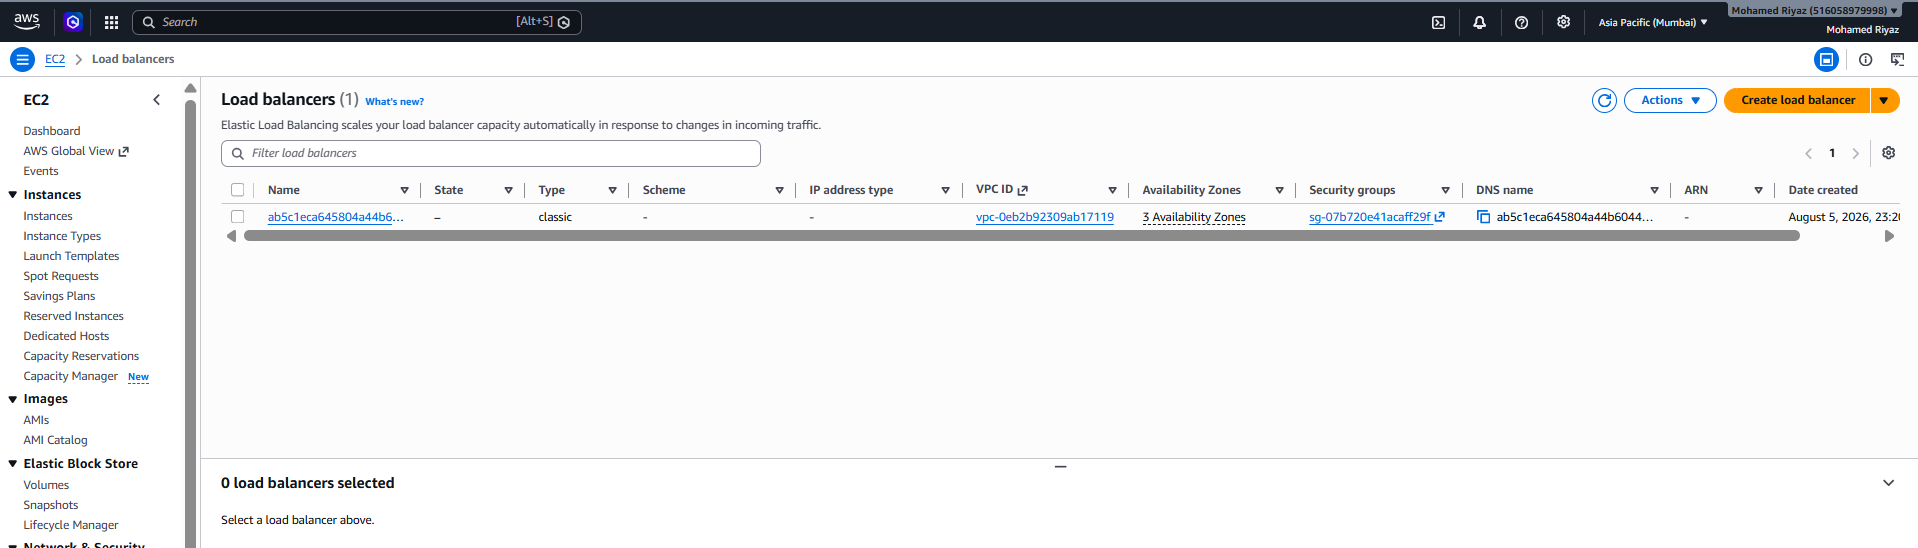 aws
Search [Alt+S]
Asia Pacific (Mumbai)
Mohamed Riyaz (516058979998)
Mohamed Riyaz
EC2 Load balancers
EC2
Dashboard
AWS Global View
Events
Instances
Instances
Instance Types
Launch Templates
Spot Requests
Savings Plans
Reserved Instances
Dedicated Hosts
Capacity Reservations
Capacity Manager New
Images
AMIs
AMI Catalog
Elastic Block Store
Volumes
Snapshots
Lifecycle Manager
Network & Security
Load balancers (1) What's new?
Actions
Create load balancer
Elastic Load Balancing scales your load balancer capacity automatically in response to changes in incoming traffic.
Filter load balancers
1
Name State Type Scheme IP address type VPC ID Availability Zones Security groups DNS name ARN Date created
ab5c1eca645804a44b6... – classic - - vpc-0eb2b92309ab17119 3 Availability Zones sg-07b720e41acaff29f ab5c1eca645804a44b6044... - August 5, 2026, 23:20
0 load balancers selected
Select a load balancer above.